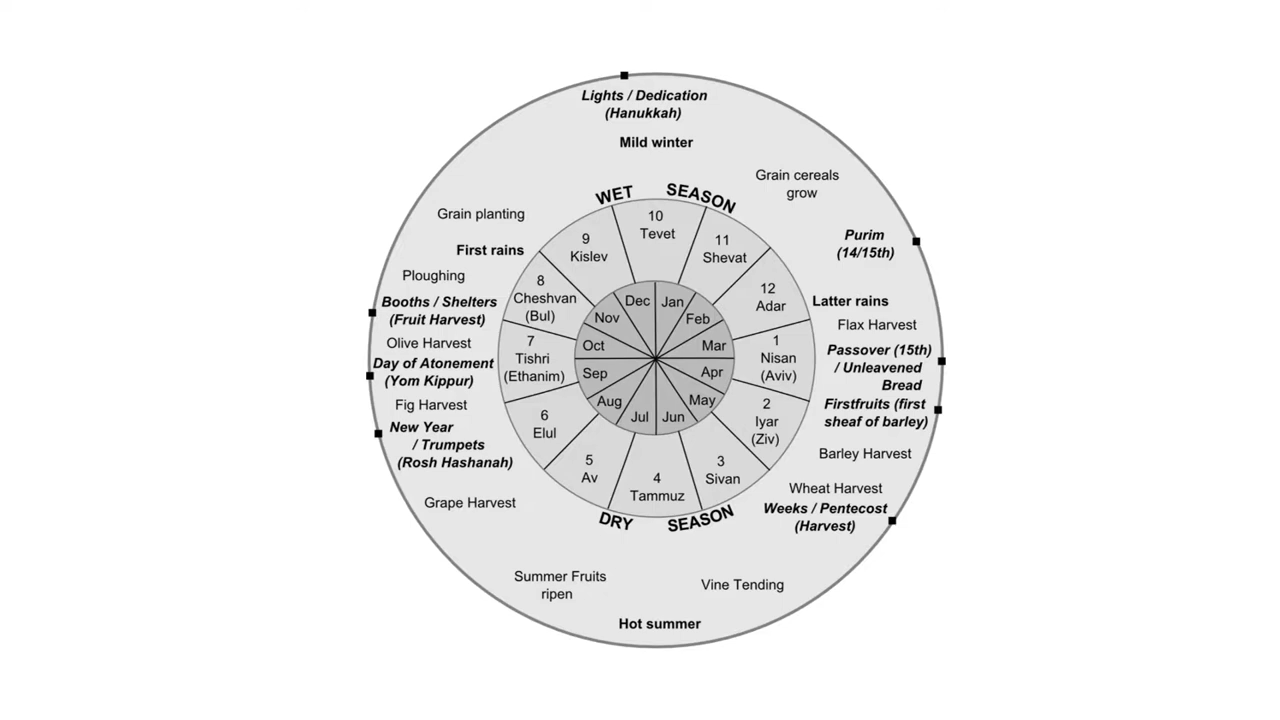 Lights / Dedication
(Hanukkah)
Mild winter
Grain cereals
grow
WET SEASON
Grain planting
Purim
(14/15th)
First rains
Ploughing
Latter rains
Booths / Shelters
(Fruit Harvest)
Flax Harvest
Olive Harvest
Passover (15th)
/ Unleavened
Bread
Day of Atonement
(Yom Kippur)
Fig Harvest
Firstfruits (first
sheaf of barley)
New Year
/ Trumpets
(Rosh Hashanah)
Barley Harvest
Wheat Harvest
Grape Harvest
Weeks / Pentecost
(Harvest)
DRY SEASON
Summer Fruits
ripen
Vine Tending
Hot summer
10
Tevet
11
Shevat
12
Adar
1
Nisan
(Aviv)
2
Iyar
(Ziv)
3
Sivan
4
Tammuz
5
Av
6
Elul
7
Tishri
(Ethanim)
8
Cheshvan
(Bul)
9
Kislev
Jan
Feb
Mar
Apr
May
Jun
Jul
Aug
Sep
Oct
Nov
Dec